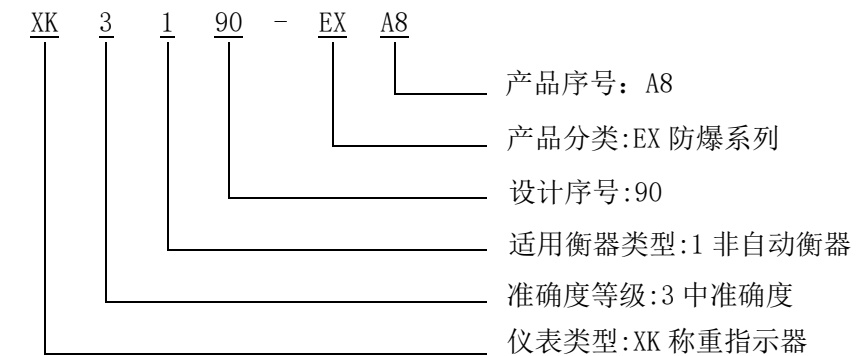 XK 3 1 90 - EX A8
产品序号：A8
产品分类:EX 防爆系列
设计序号:90
适用衡器类型:1 非自动衡器
准确度等级:3 中准确度
仪表类型:XK 称重指示器